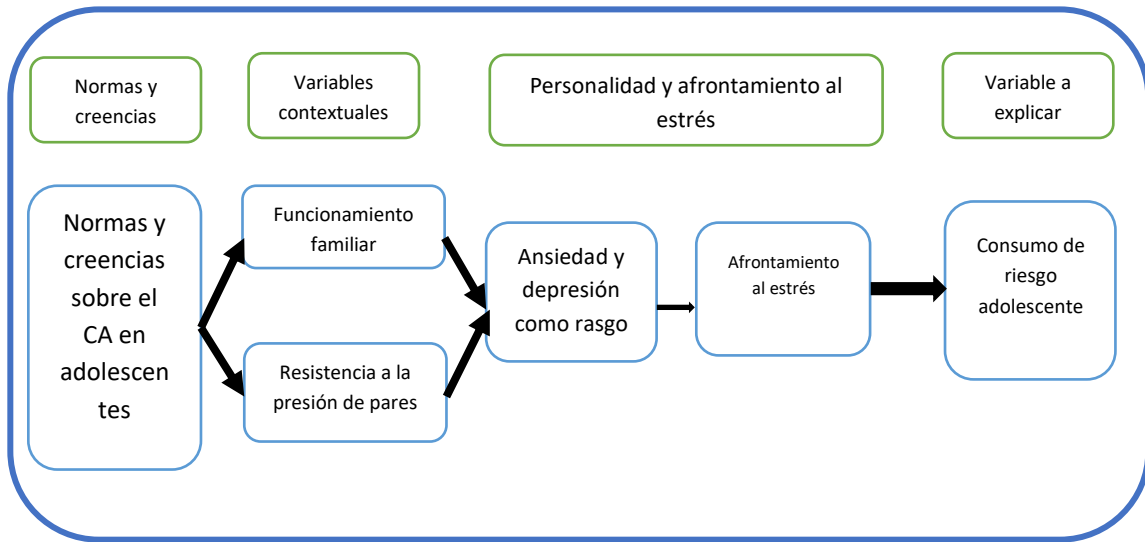 Normas y
creencias
Variables
contextuales
Personalidad y afrontamiento al
estrés
Variable a
explicar
Normas y
creencias
sobre el
CA en
adolescen
tes
Funcionamiento
familiar
Resistencia a la
presión de pares
Ansiedad y
depresión
como rasgo
Afrontamiento
al estrés
Consumo de
riesgo
adolescente